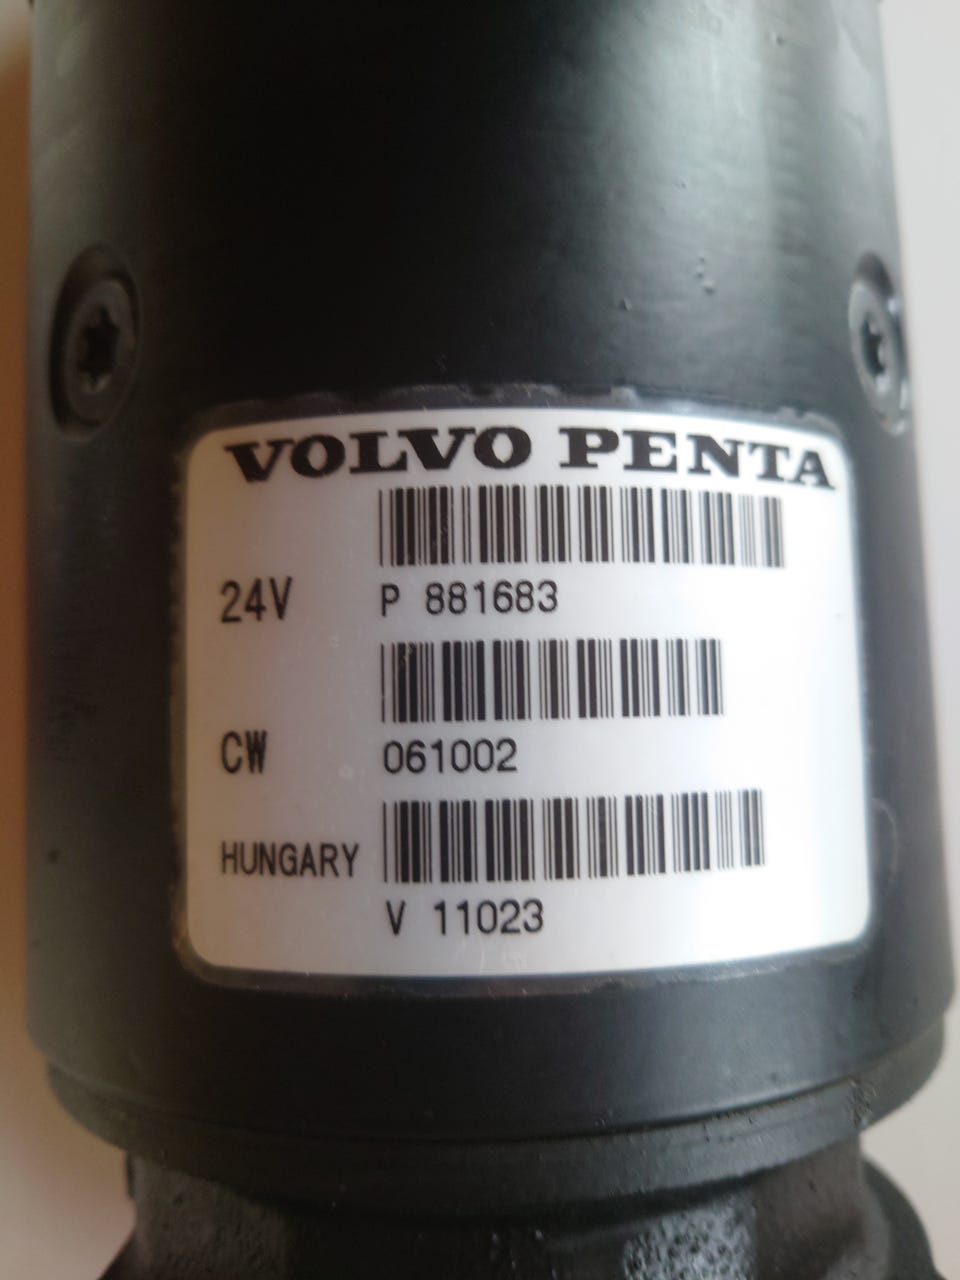 VOLVO PENTA
24V P 881683
CW 061002
HUNGARY
V 11023